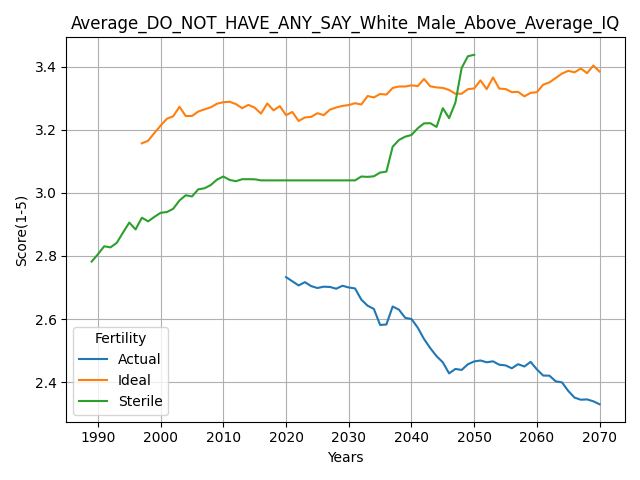 Average_DO_NOT_HAVE_ANY_SAY_White_Male_Above_Average_IQ
Score(1-5)
3.4
3.2
3.0
2.8
2.6
2.4
Fertility
Actual
Ideal
Sterile
1990 2000 2010 2020 2030 2040 2050 2060 2070
Years